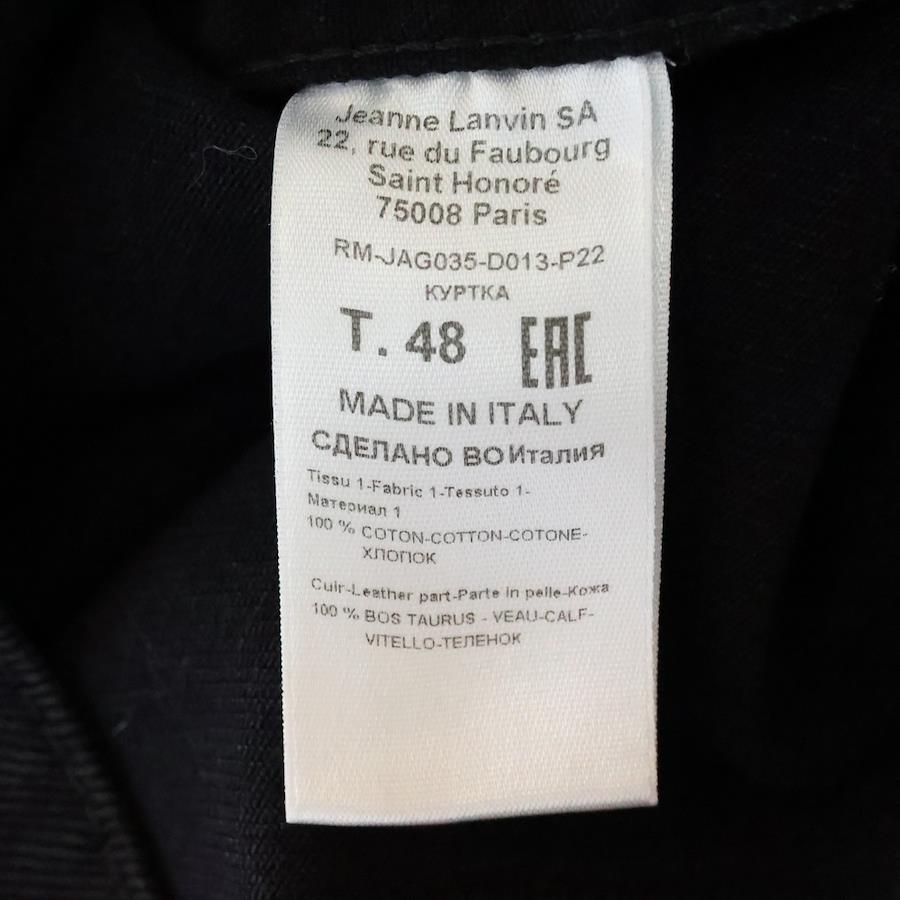 Jeanne Lanvin SA
22, rue du Faubourg
Saint Honoré
75008 Paris
RM-JAG035-D013-P22
КУРТКА
T. 48 EAC
MADE IN ITALY
СДЕЛАНО ВО Италия
Tissu 1-Fabric 1-Tessuto 1-
Материал 1
100 % COTON-COTTON-COTONE-
ХЛОПОК
Cuir-Leather part-Parte in pelle-Кожа
100 % BOS TAURUS - VEAU-CALF-
VITELLO-ТЕЛЕНОК